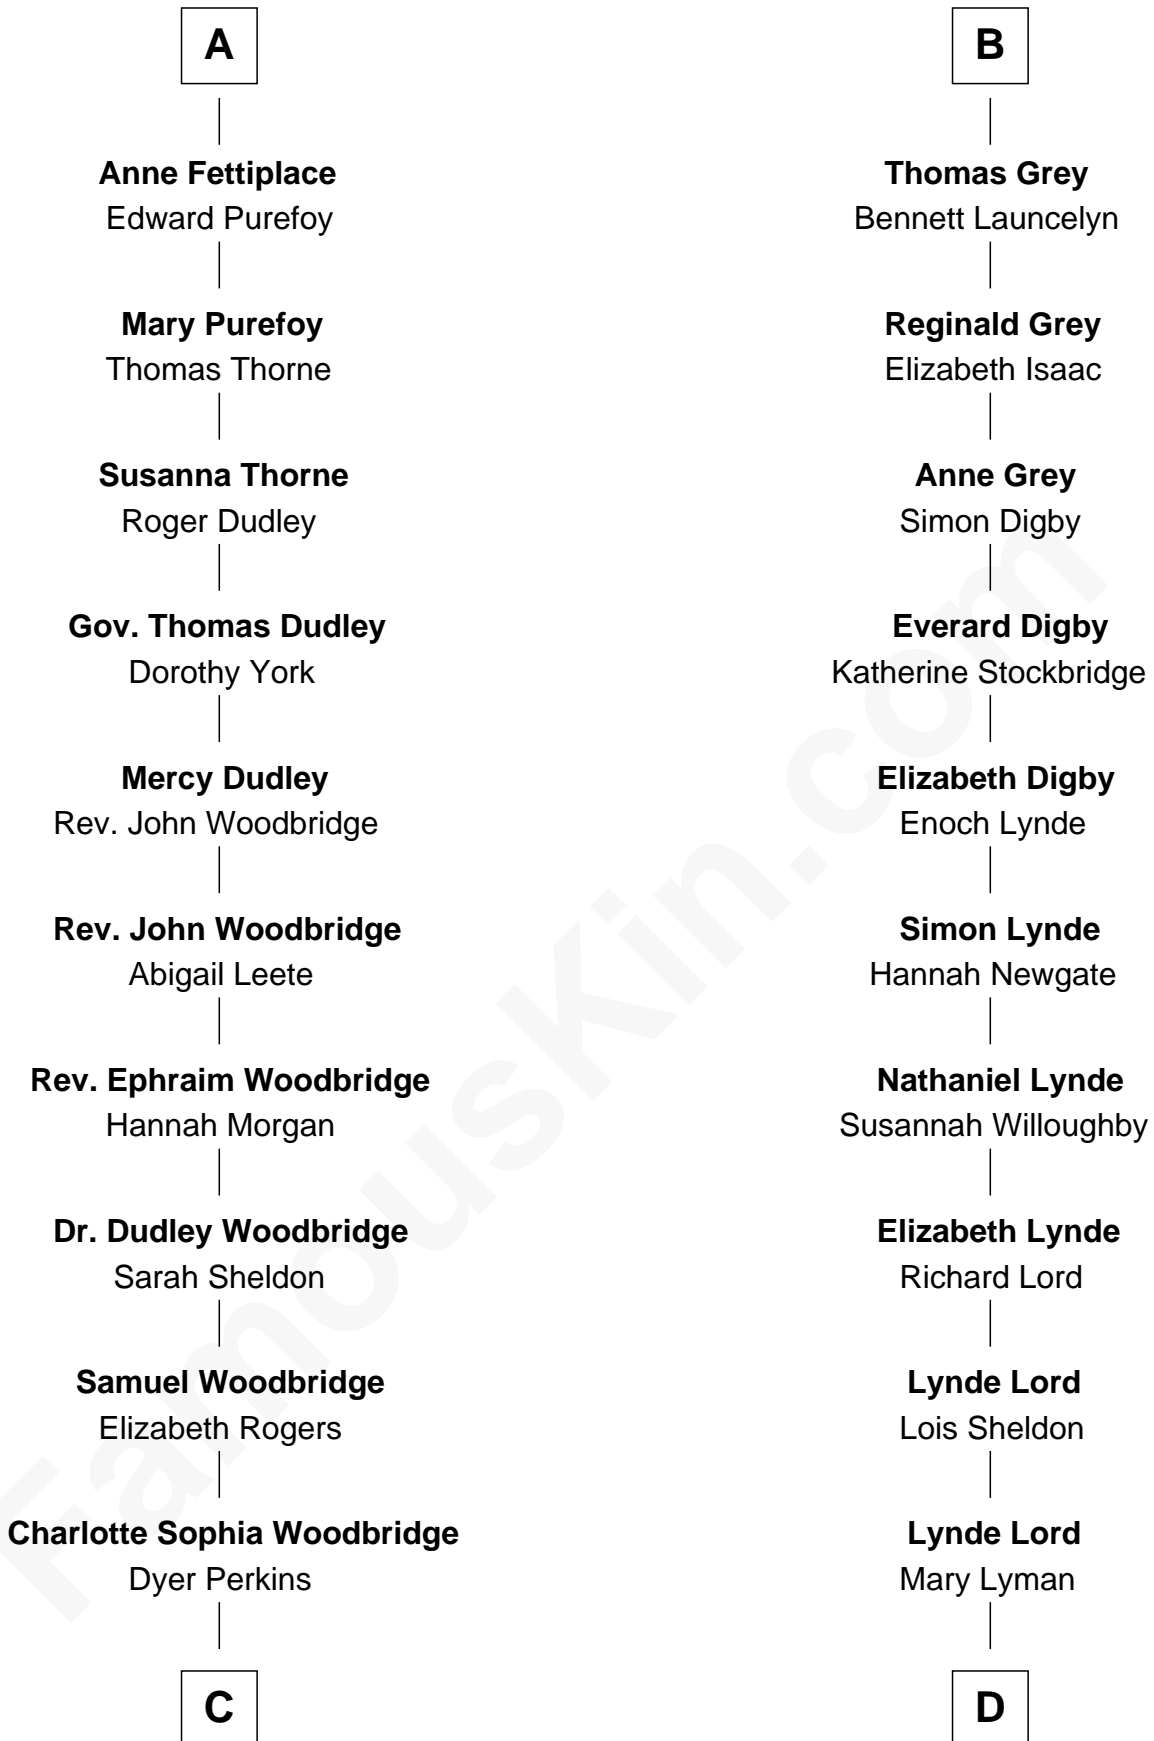 A
Anne Fettiplace
Edward Purefoy
Mary Purefoy
Thomas Thorne
Susanna Thorne
Roger Dudley
Gov. Thomas Dudley
Dorothy York
Mercy Dudley
Rev. John Woodbridge
Rev. John Woodbridge
Abigail Leete
Rev. Ephraim Woodbridge
Hannah Morgan
Dr. Dudley Woodbridge
Sarah Sheldon
Samuel Woodbridge
Elizabeth Rogers
Charlotte Sophia Woodbridge
Dyer Perkins
C
B
Thomas Grey
Bennett Launcelyn
Reginald Grey
Elizabeth Isaac
Anne Grey
Simon Digby
Everard Digby
Katherine Stockbridge
Elizabeth Digby
Enoch Lynde
Simon Lynde
Hannah Newgate
Nathaniel Lynde
Susannah Willoughby
Elizabeth Lynde
Richard Lord
Lynde Lord
Lois Sheldon
Lynde Lord
Mary Lyman
D
FamousKin.com